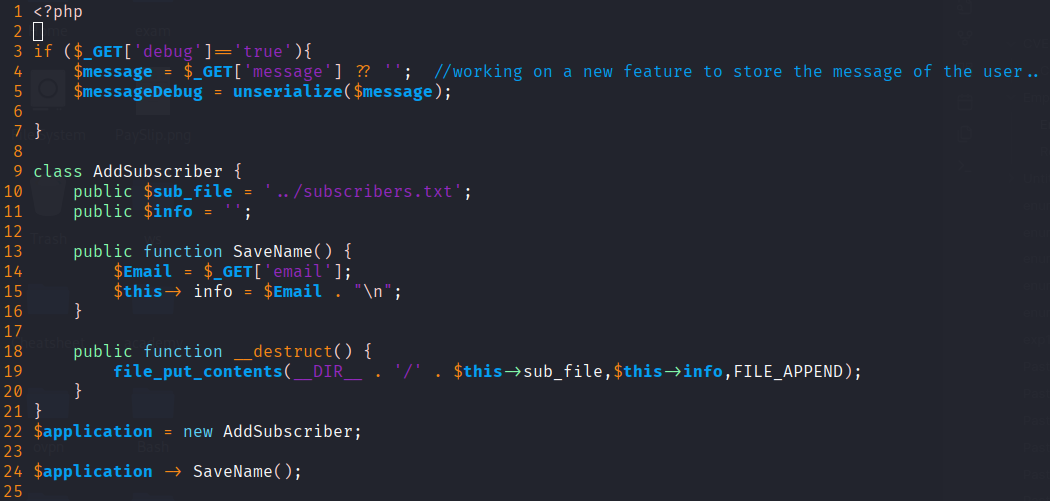 1 <?php
2
3 if ($_GET['debug']=='true'){
4 $message = $_GET['message'] ?? ''; //working on a new feature to store the message of the user..
5 $messageDebug = unserialize($message);
6
7 }
8
9 class AddSubscriber {
10 public $sub_file = '../subscribers.txt';
11 public $info = '';
12
13 public function SaveName() {
14 $Email = $_GET['email'];
15 $this-> info = $Email . "\n";
16 }
17
18 public function __destruct() {
19 file_put_contents(__DIR__ . '/' . $this->sub_file,$this->info,FILE_APPEND);
20 }
21 }
22 $application = new AddSubscriber;
23
24 $application -> SaveName();
25